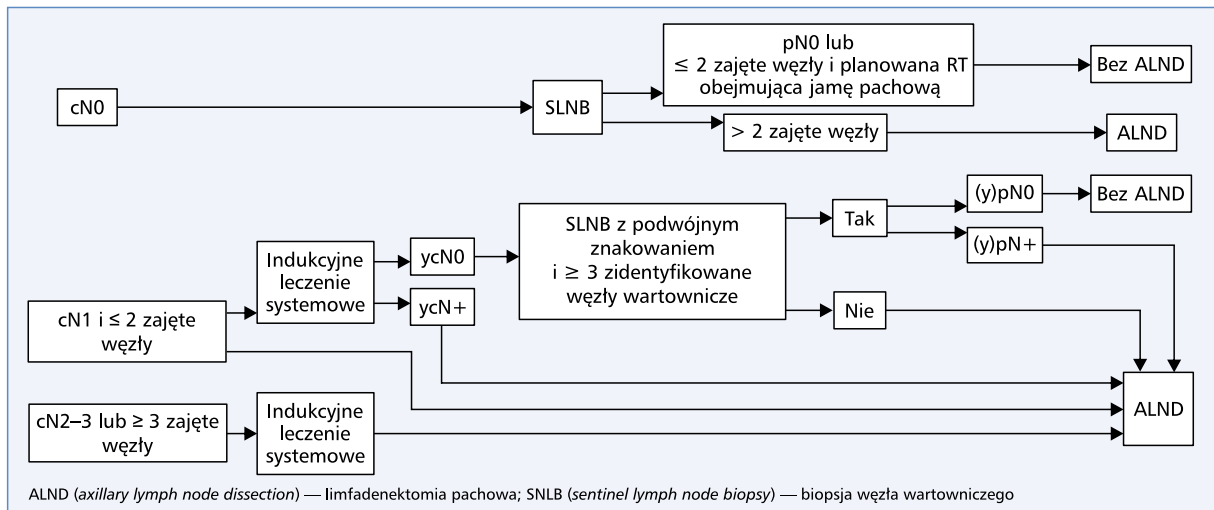 cN0
SLNB
pN0 lub
≤ 2 zajęte węzły i planowana RT
obejmująca jamę pachową
Bez ALND
> 2 zajęte węzły
ALND
cN1 i ≤ 2 zajęte
węzły
Indukcyjne
leczenie
systemowe
ycN0
ycN+
SLNB z podwójnym
znakowaniem
i ≥ 3 zidentyfikowane
węzły wartownicze
Tak
Nie
(y)pN0
(y)pN+
Bez ALND
cN2–3 lub ≥ 3 zajęte
węzły
Indukcyjne
leczenie
systemowe
ALND
ALND (axillary lymph node dissection) — limfadenektomia pachowa; SNLB (sentinel lymph node biopsy) — biopsja węzła wartowniczego